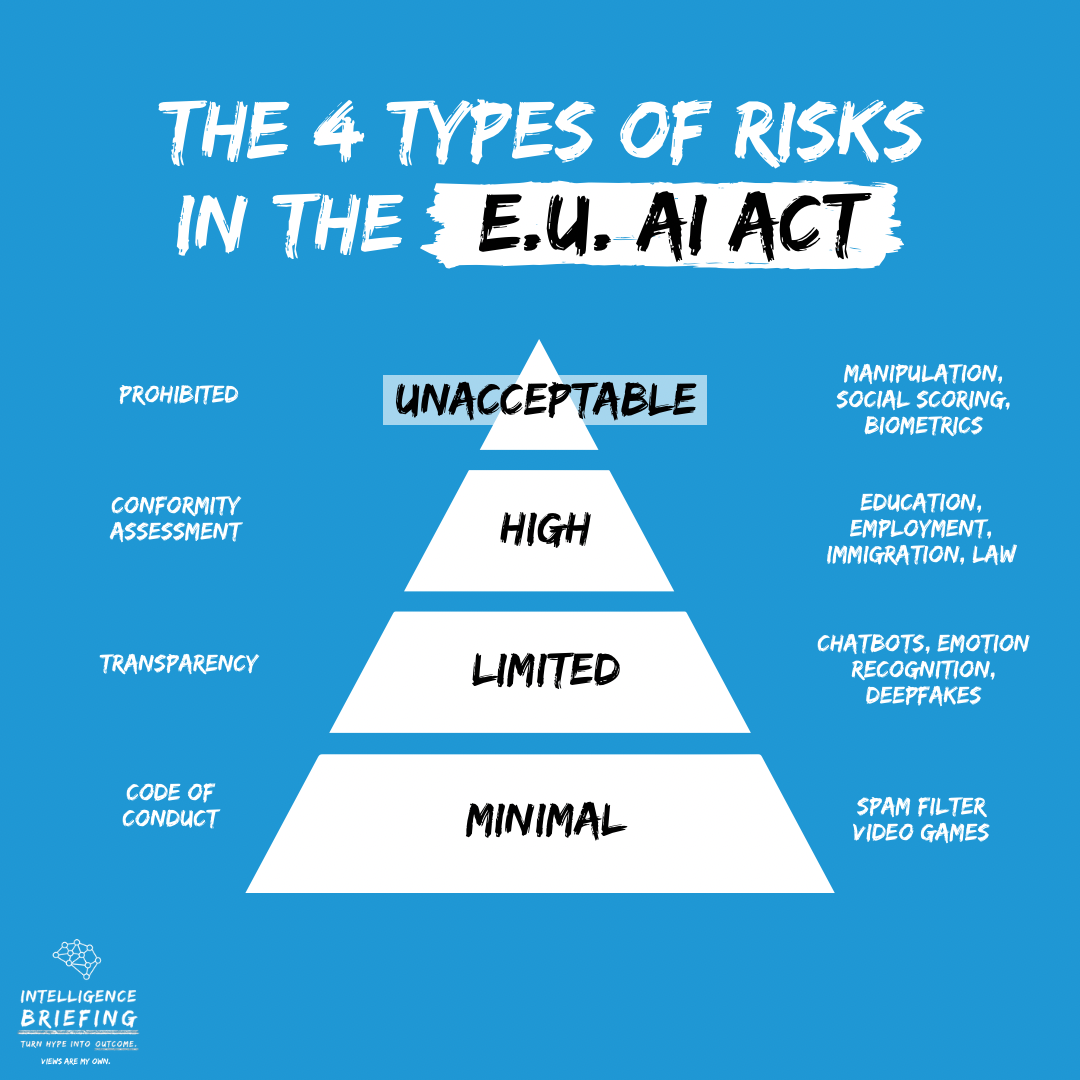 THE 4 TYPES OF RISKS
IN THE E.U. AI ACT
PROHIBITED
UNACCEPTABLE
MANIPULATION,
SOCIAL SCORING,
BIOMETRICS
CONFORMITY
ASSESSMENT
HIGH
EDUCATION,
EMPLOYMENT,
IMMIGRATION, LAW
TRANSPARENCY
LIMITED
CHATBOTS, EMOTION
RECOGNITION,
DEEPFAKES
CODE OF
CONDUCT
MINIMAL
SPAM FILTER
VIDEO GAMES
INTELLIGENCE
BRIEFING
TURN HYPE INTO OUTCOME.
VIEWS ARE MY OWN.